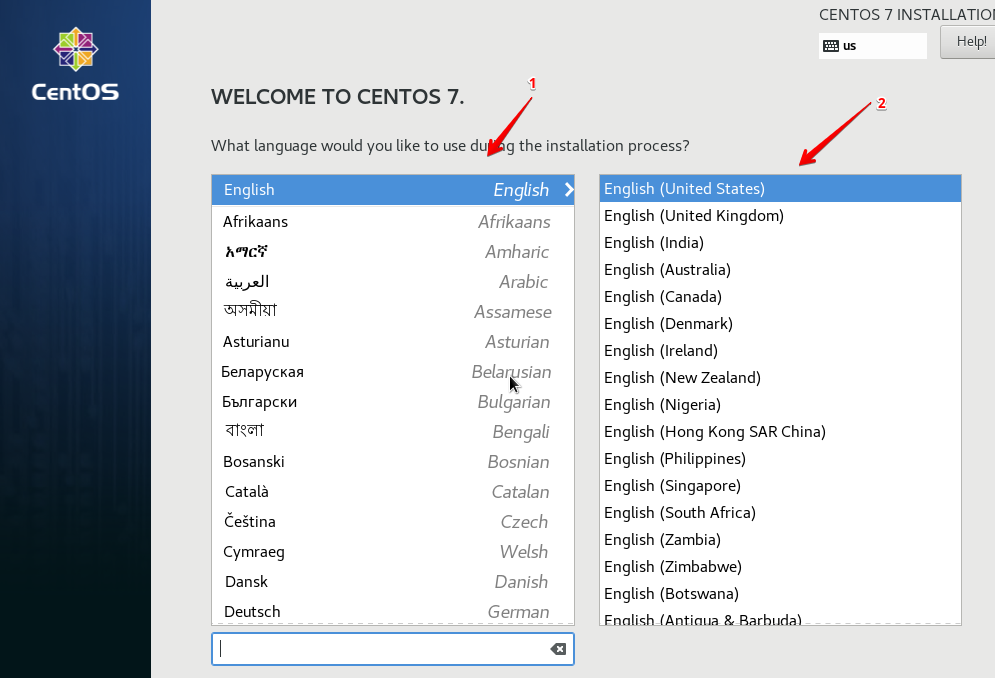 CENTOS 7 INSTALLATIO
CentOS
us
Help!
WELCOME TO CENTOS 7.
1
2
What language would you like to use during the installation process?
English English
Afrikaans Afrikaans
አማርኛ Amharic
العربية Arabic
অসমীয়া Assamese
Asturianu Asturian
Беларуская Belarusian
Български Bulgarian
বাংলা Bengali
Bosanski Bosnian
Català Catalan
Čeština Czech
Cymraeg Welsh
Dansk Danish
Deutsch German
English (United States)
English (United Kingdom)
English (India)
English (Australia)
English (Canada)
English (Denmark)
English (Ireland)
English (New Zealand)
English (Nigeria)
English (Hong Kong SAR China)
English (Philippines)
English (Singapore)
English (South Africa)
English (Zambia)
English (Zimbabwe)
English (Botswana)
English (Antigua & Barbuda)